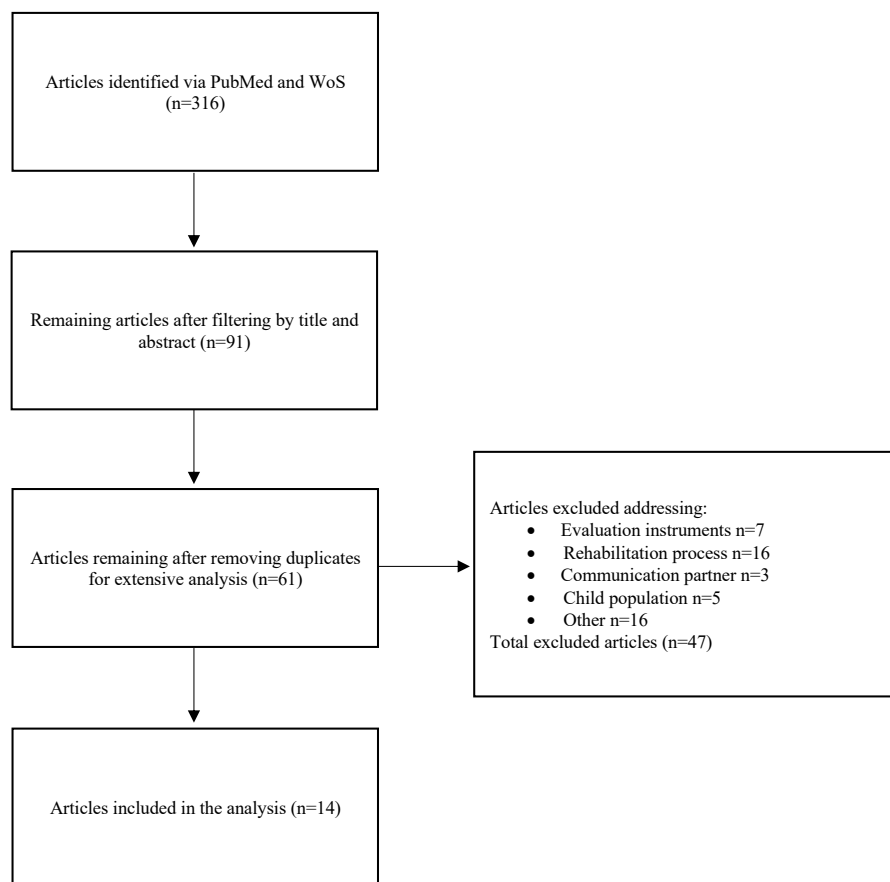 Articles identified via PubMed and WoS
(n=316)
Remaining articles after filtering by title and
abstract (n=91)
Articles remaining after removing duplicates
for extensive analysis (n=61)
Articles excluded addressing:
• Evaluation instruments n=7
• Rehabilitation process n=16
• Communication partner n=3
• Child population n=5
• Other n=16
Total excluded articles (n=47)
Articles included in the analysis (n=14)